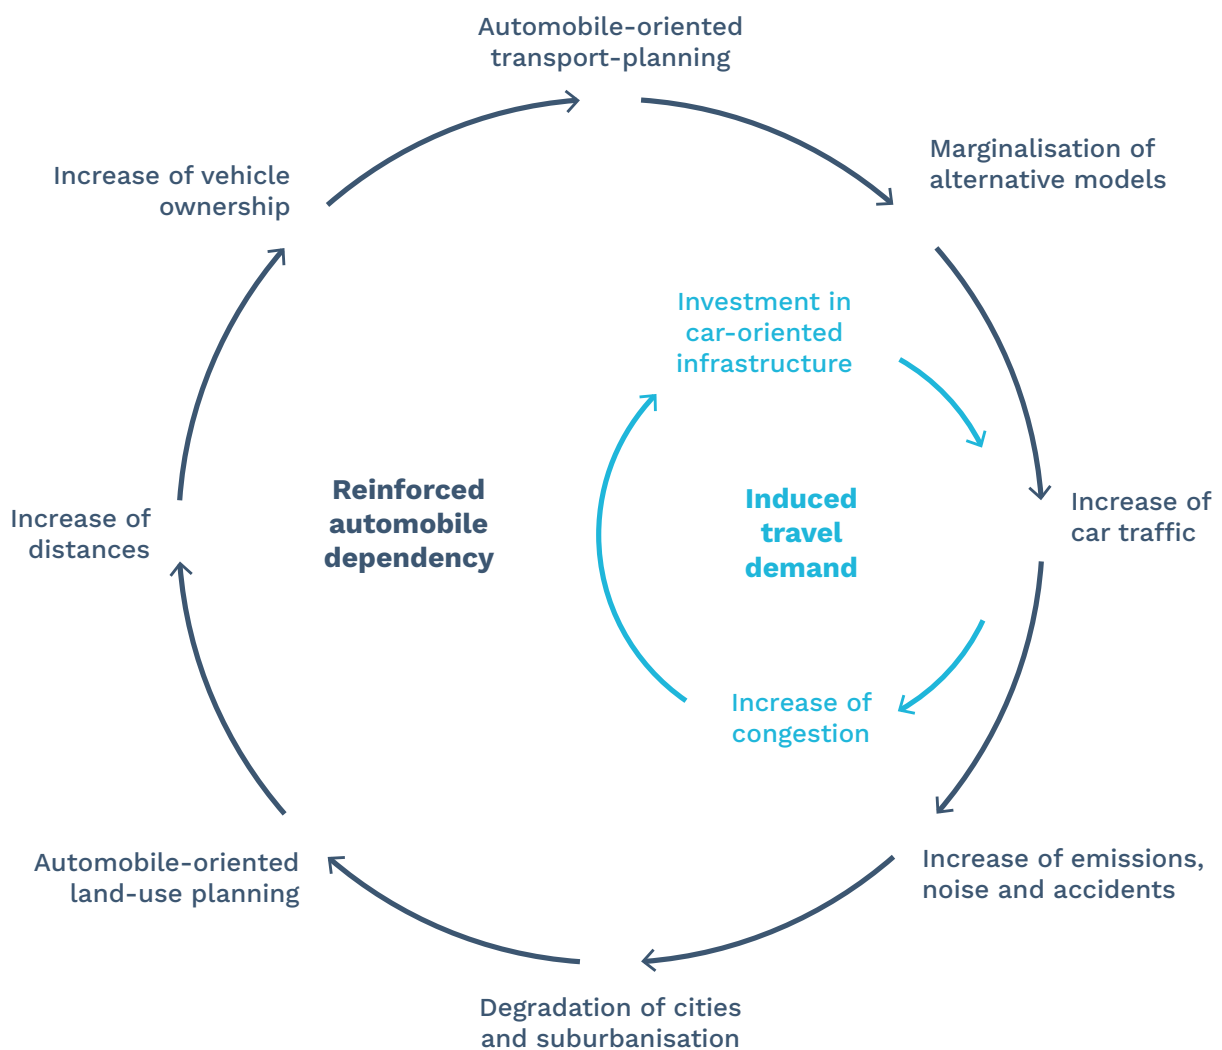 Automobile-oriented
transport-planning
Marginalisation of
alternative models
Increase of vehicle
ownership
Investment in
car-oriented
infrastructure
Reinforced
automobile
dependency
Induced
travel
demand
Increase of
car traffic
Increase of
distances
Increase of
congestion
Increase of emissions,
noise and accidents
Automobile-oriented
land-use planning
Degradation of cities
and suburbanisation